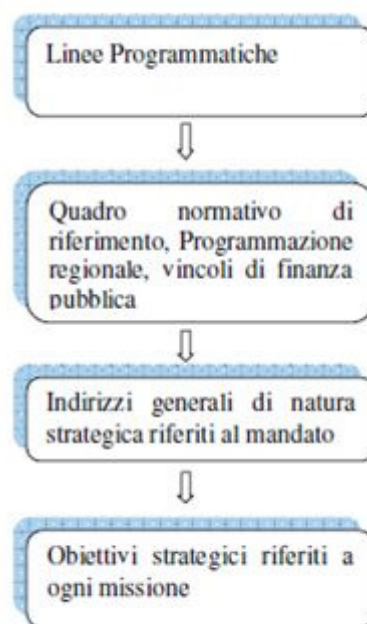 Linee Programmatiche
Quadro normativo di
riferimento, Programmazione
regionale, vincoli di finanza
pubblica
Indirizzi generali di natura
strategica riferiti al mandato
Obiettivi strategici riferiti a
ogni missione